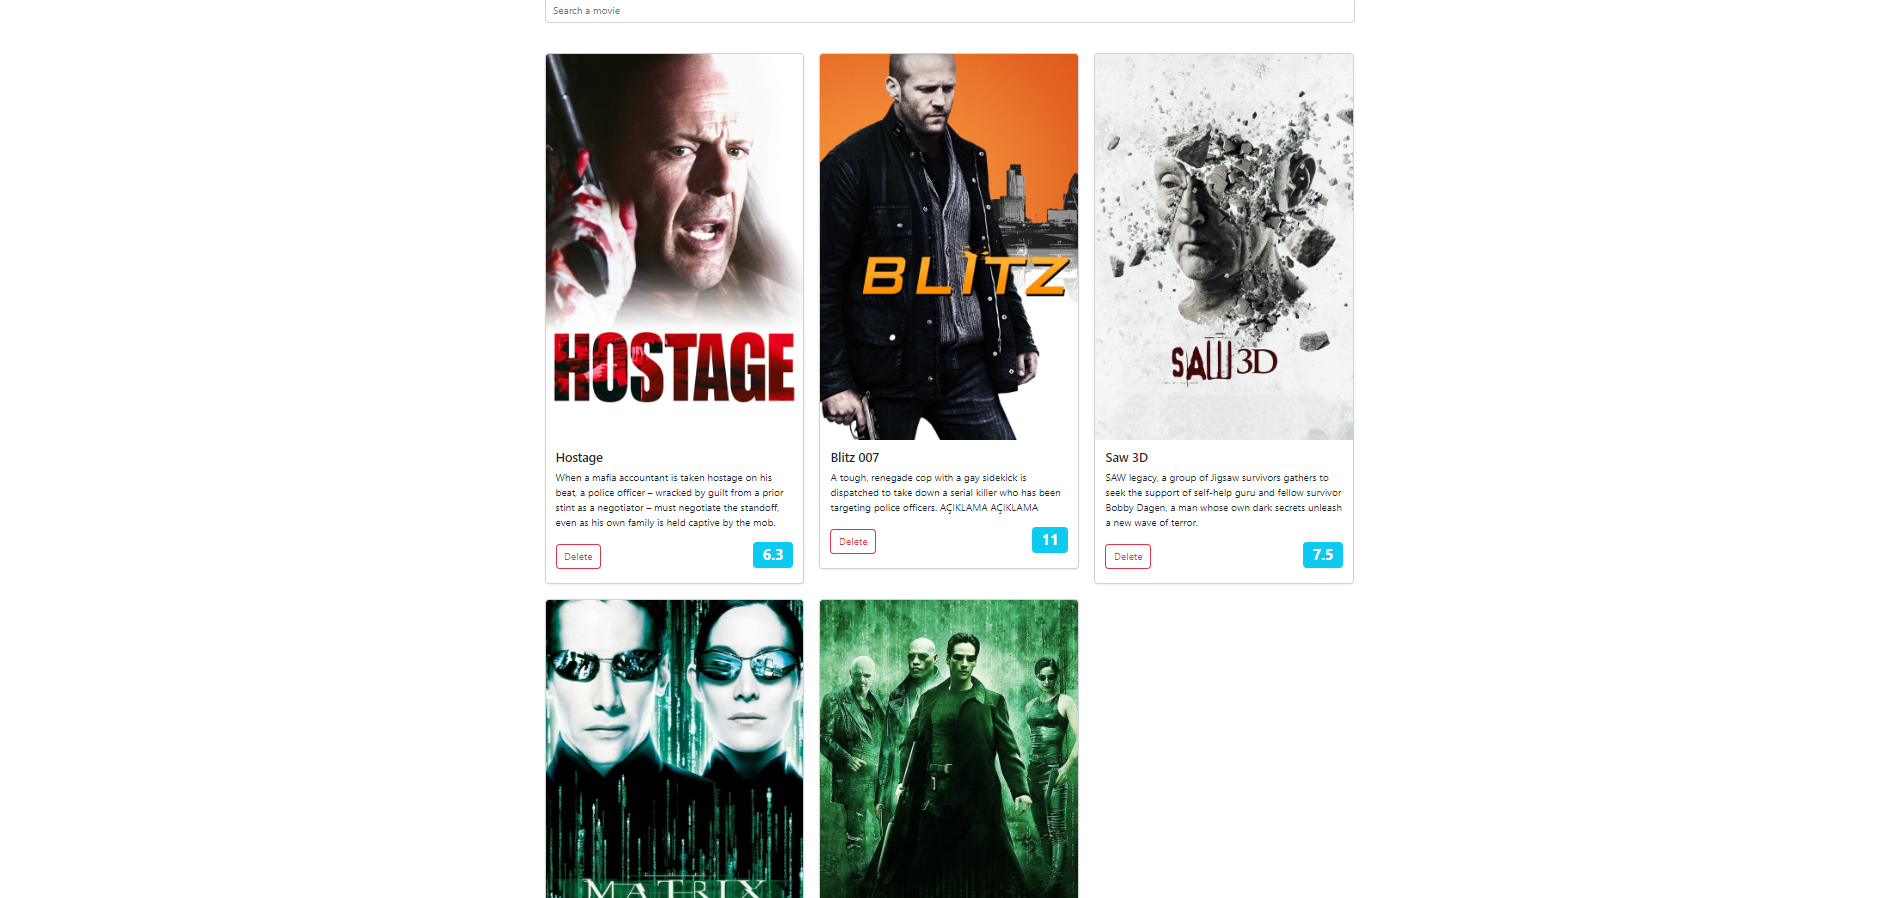 Search a movie
HOSTAGE
BLITZ
SAW 3D
Hostage
When a mafia accountant is taken hostage on his
beat, a police officer – wracked by guilt from a prior
stint as a negotiator – must negotiate the standoff,
even as his own family is held captive by the mob.
Delete
6.3
Blitz 007
A tough, renegade cop with a gay sidekick is
dispatched to take down a serial killer who has been
targeting police officers. AÇIKLAMA AÇIKLAMA
Delete
11
Saw 3D
SAW legacy, a group of Jigsaw survivors gathers to
seek the support of self-help guru and fellow survivor
Bobby Dagen, a man whose own dark secrets unleash
a new wave of terror.
Delete
7.5
MATRIX